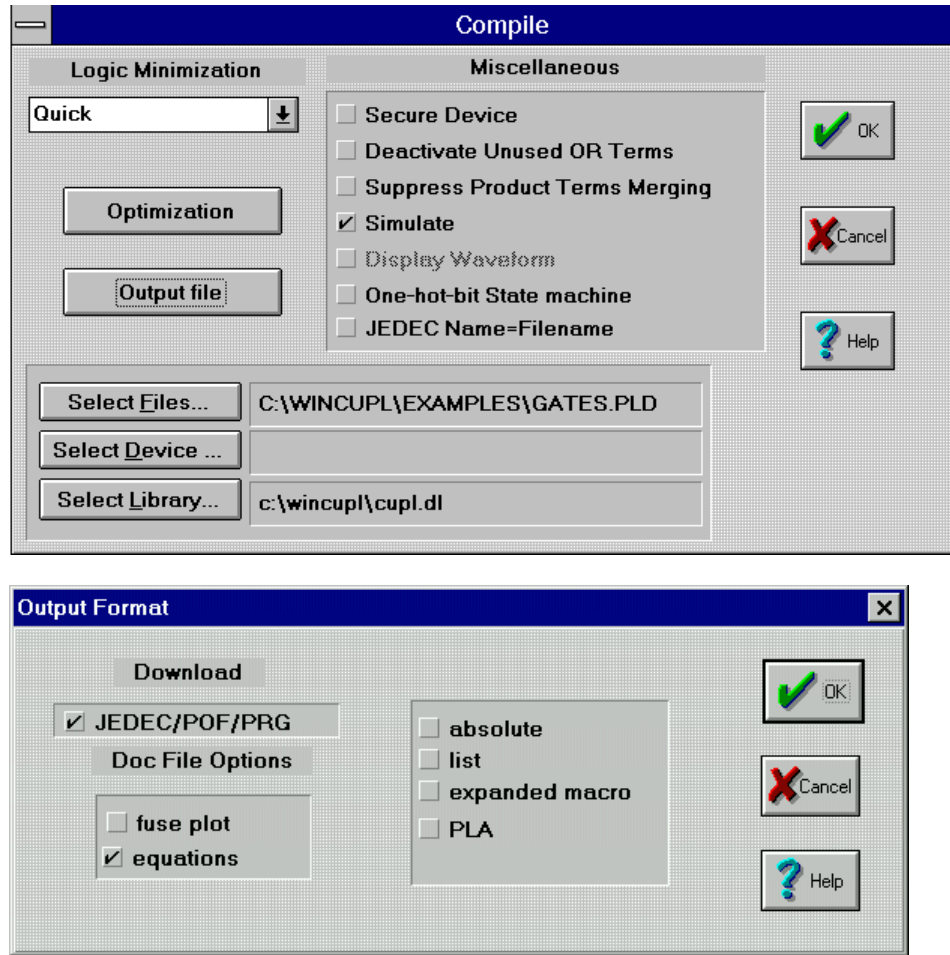 Compile
Logic Minimization
Miscellaneous
Quick
Secure Device
Deactivate Unused OR Terms
Suppress Product Terms Merging
Simulate
Display Waveform
One-hot-bit State machine
JEDEC Name=Filename
Optimization
Output file
OK
Cancel
Help
Select Files...
C:\WINCUPL\EXAMPLES\GATES.PLD
Select Device ...
Select Library...
c:\wincupl\cupl.dl
Output Format
Download
JEDEC/POF/PRG
Doc File Options
fuse plot
equations
absolute
list
expanded macro
PLA
OK
Cancel
Help